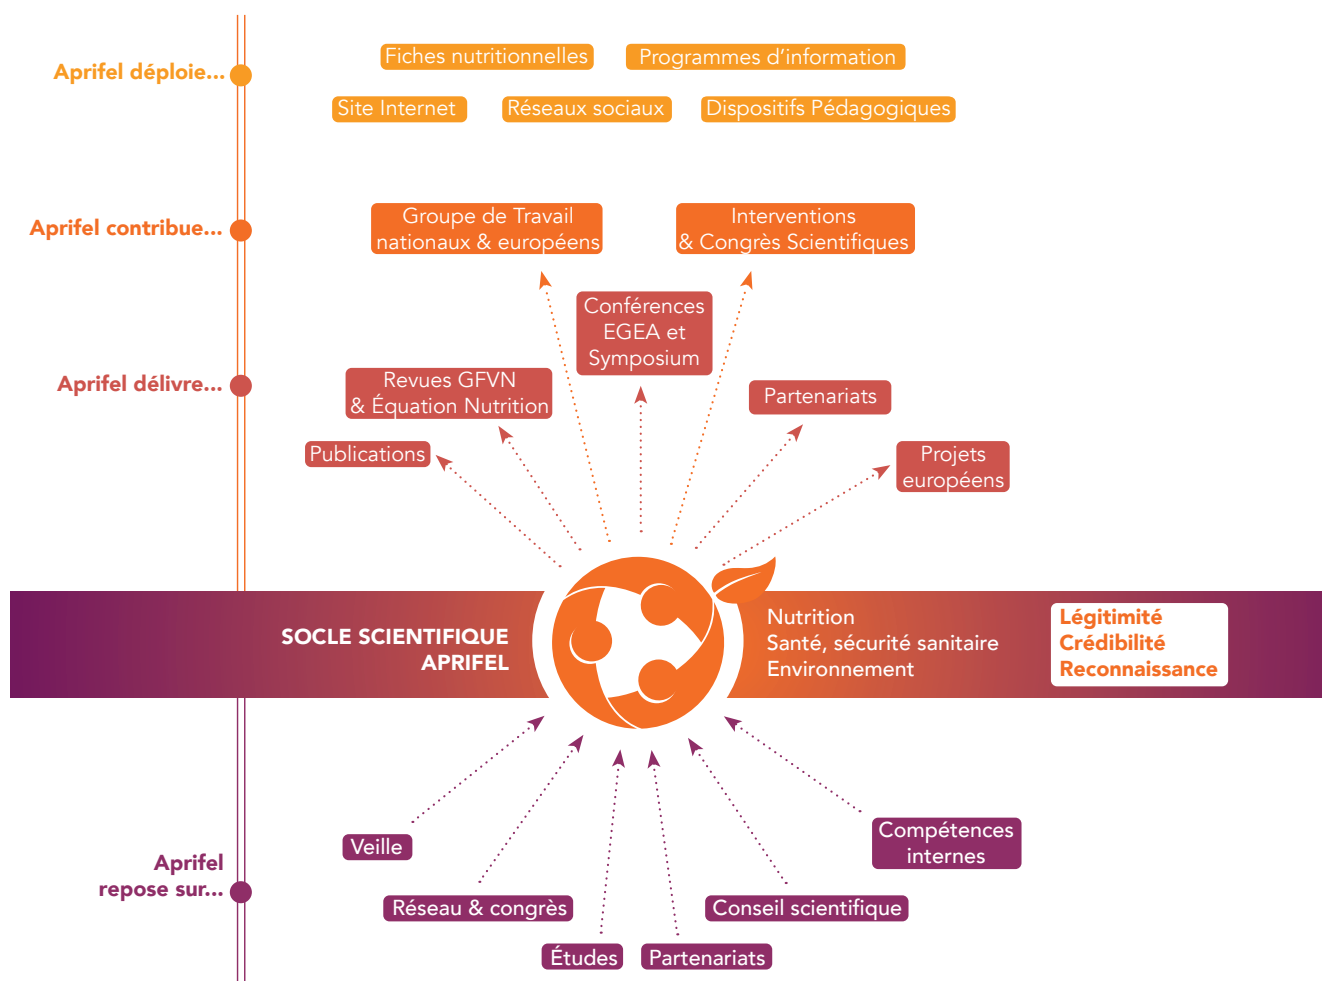 Aprifel déploie...
Fiches nutritionnelles
Programmes d'information
Site Internet
Réseaux sociaux
Dispositifs Pédagogiques
Aprifel contribue...
Groupe de Travail
nationaux & européens
Interventions
& Congrès Scientifiques
Aprifel délivre...
Conférences
EGEA et
Symposium
Revues GFVN
& Équation Nutrition
Partenariats
Publications
Projets
européens
SOCLE SCIENTIFIQUE
APRIFEL
Nutrition
Santé, sécurité sanitaire
Environnement
Légitimité
Crédibilité
Reconnaissance
Aprifel
repose sur...
Veille
Compétences
internes
Réseau & congrès
Conseil scientifique
Études
Partenariats